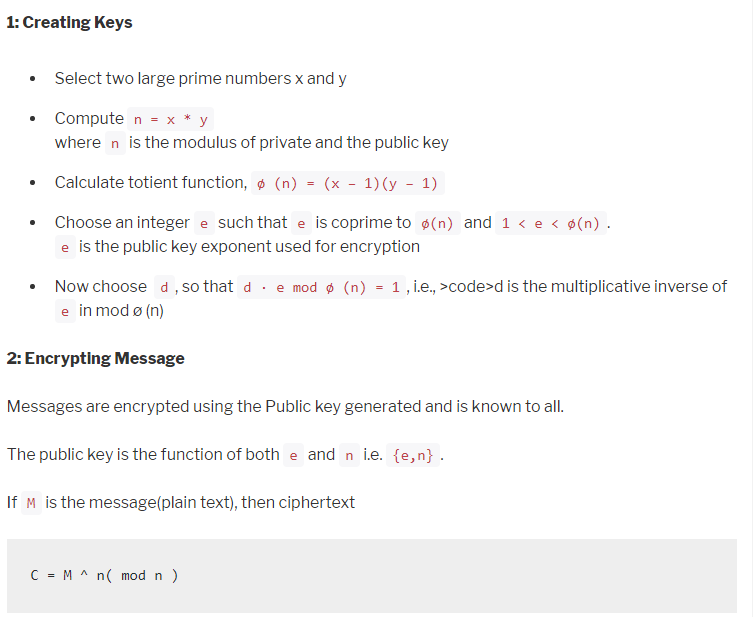 1: Creating Keys
Select two large prime numbers x and y
Compute n = x * y
where n is the modulus of private and the public key
Calculate totient function, ø (n) = (x − 1)(y − 1)
Choose an integer e such that e is coprime to ø(n) and 1 < e < ø(n) .
e is the public key exponent used for encryption
Now choose d , so that d · e mod ø (n) = 1 , i.e., >code>d is the multiplicative inverse of
e in mod ø (n)
2: Encrypting Message
Messages are encrypted using the Public key generated and is known to all.
The public key is the function of both e and n i.e. {e,n} .
If M is the message(plain text), then ciphertext
C = M ^ n( mod n )